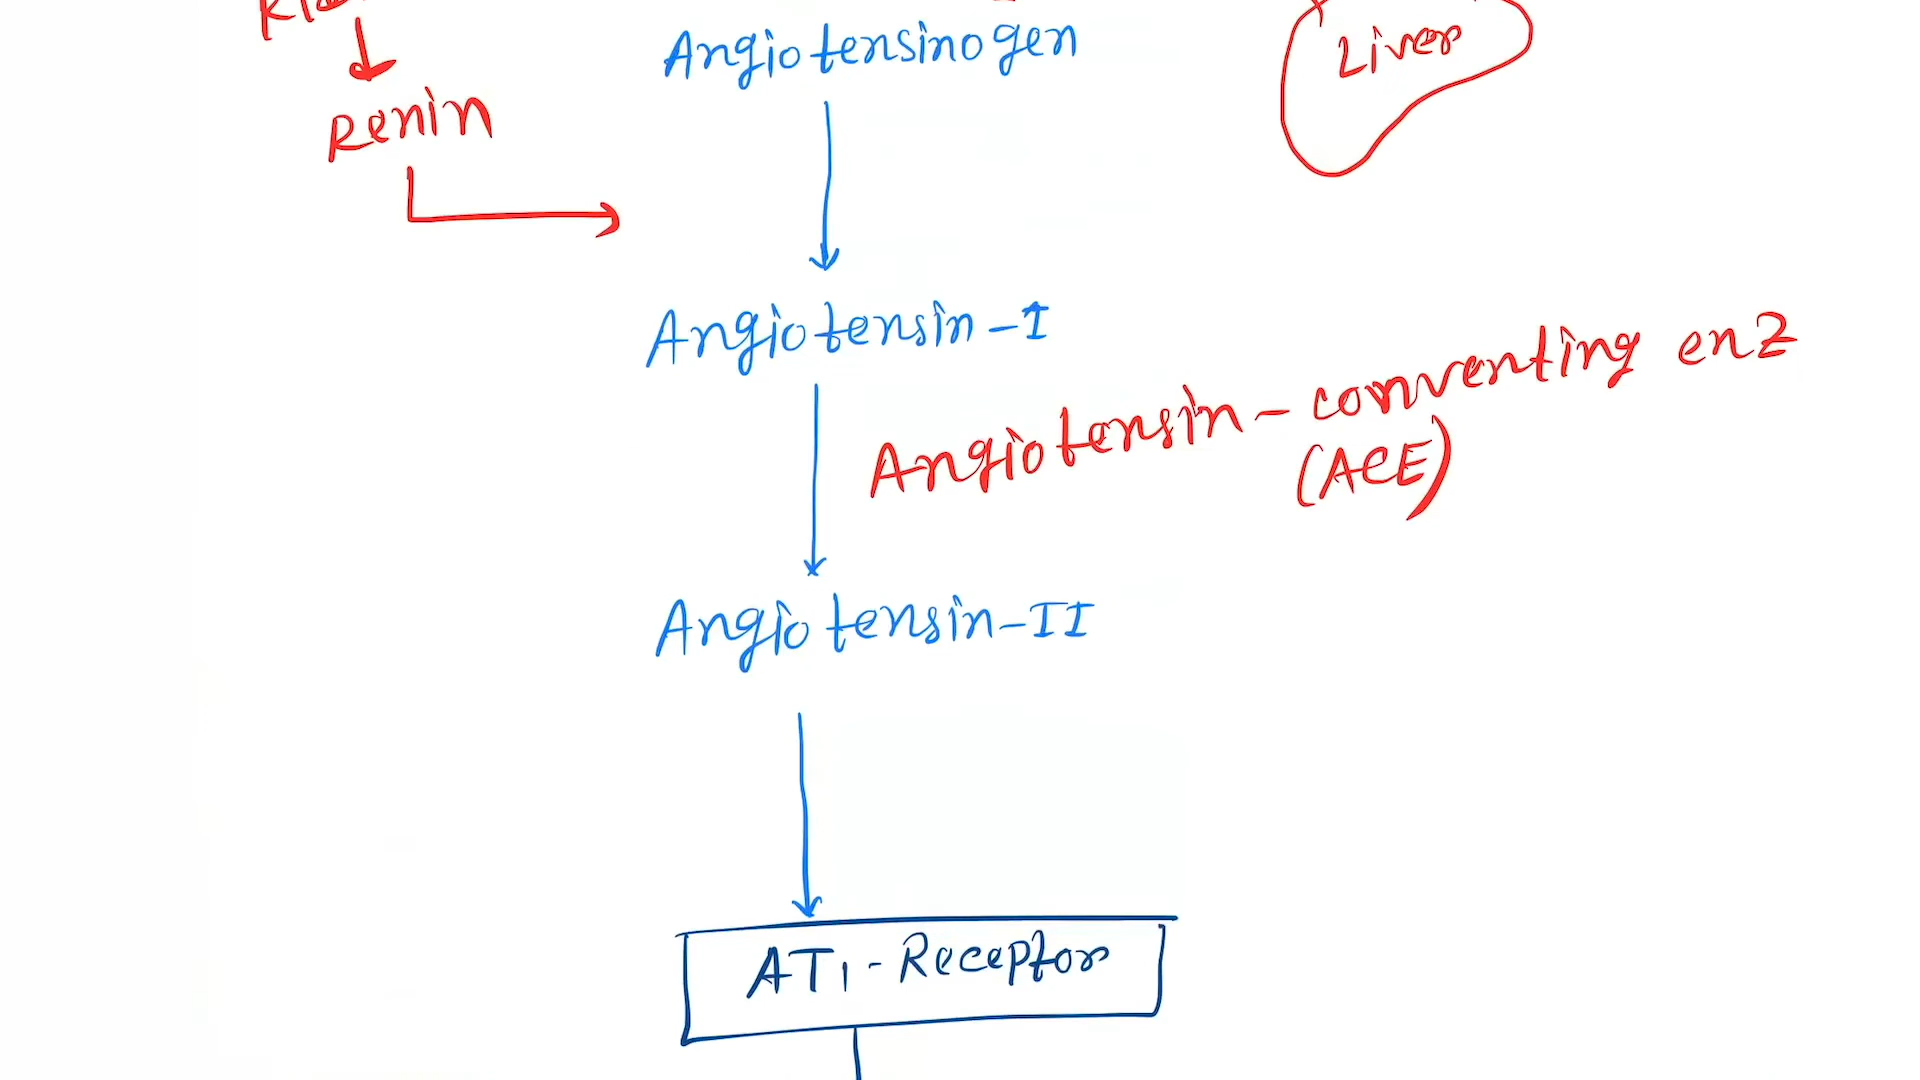 Angiotensinogen
Liver
Renin
Angiotensin-I
Angiotensin-converting enz
(ACE)
Angiotensin-II
AT1-Receptor